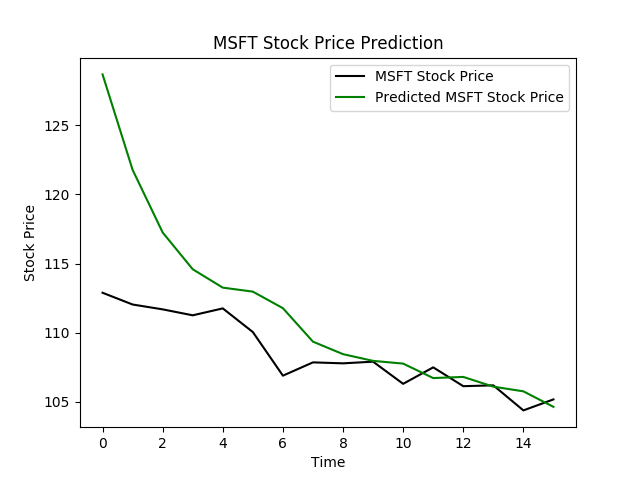 MSFT Stock Price Prediction
MSFT Stock Price
Predicted MSFT Stock Price
125
120
115
110
105
Stock Price
0 2 4 6 8 10 12 14
Time